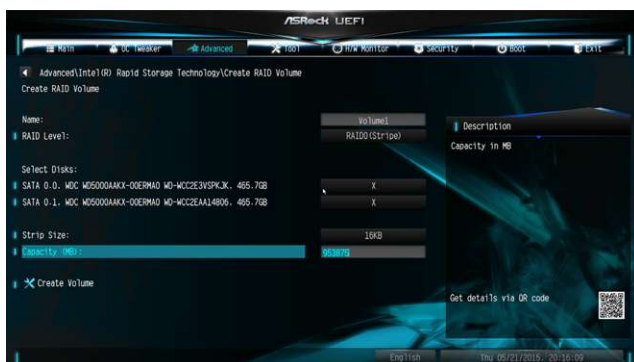 ASRock UEFI
Main OC Tweaker Advanced Tool H/W Monitor Security Boot Exit
Advanced\Intel(R) Rapid Storage Technology\Create RAID Volume
Create RAID Volume
Name: Volume1
RAID Level: RAID0(Stripe)
Select Disks:
SATA 0.0. WDC WD5000AAKX-00ERMA0 WD-WCC2E3VSPKJK. 465.7GB X
SATA 0.1. WDC WD5000AAKX-00ERMA0 WD-WCC2EAA14806. 465.7GB X
Strip Size: 16KB
Capacity (MB):
Create Volume
Description
Capacity in MB
Get details via QR code
English Thu 05/21/2015. 20:16:09